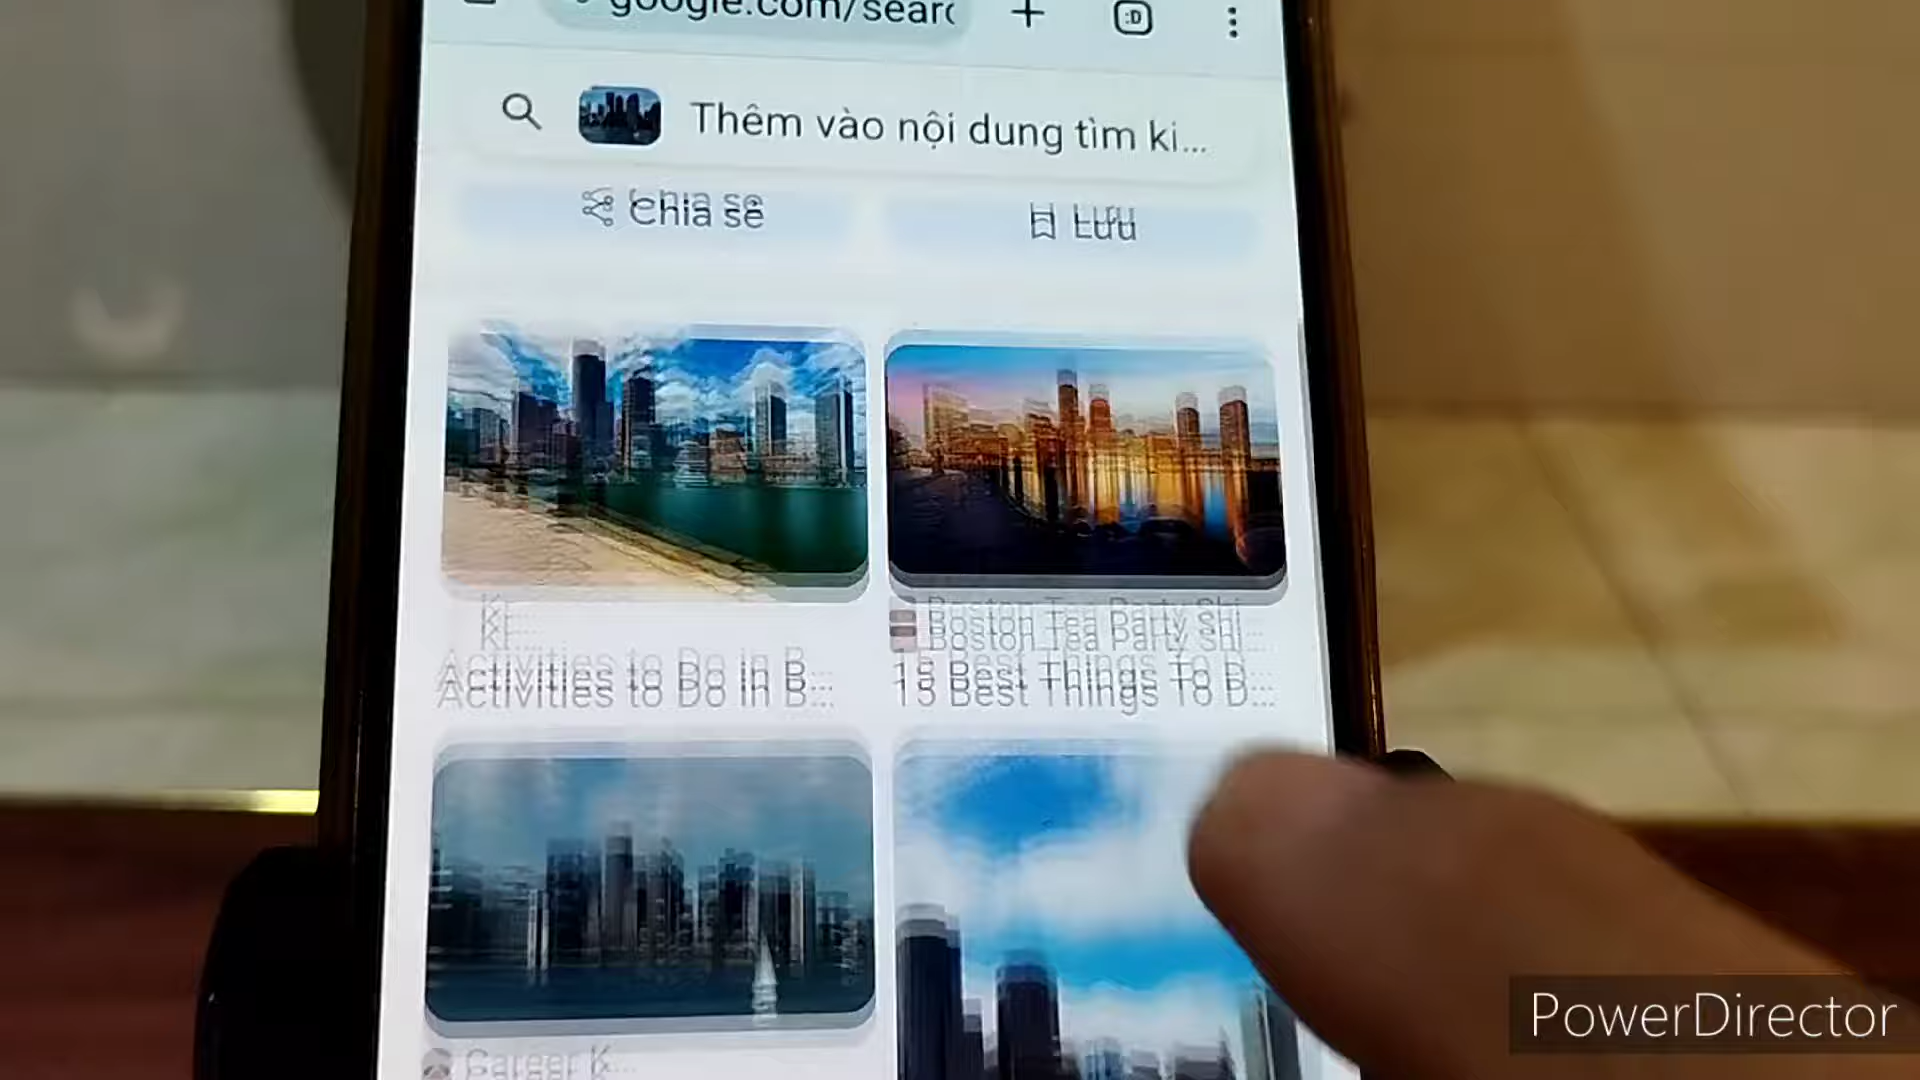 google.com/searc
:D
Thêm vào nội dung tìm ki...
Chia sẻ
Lưu
Boston Tea Party Shi...
Activities to Do in B...
15 Best Things To D...
Career K...
PowerDirector